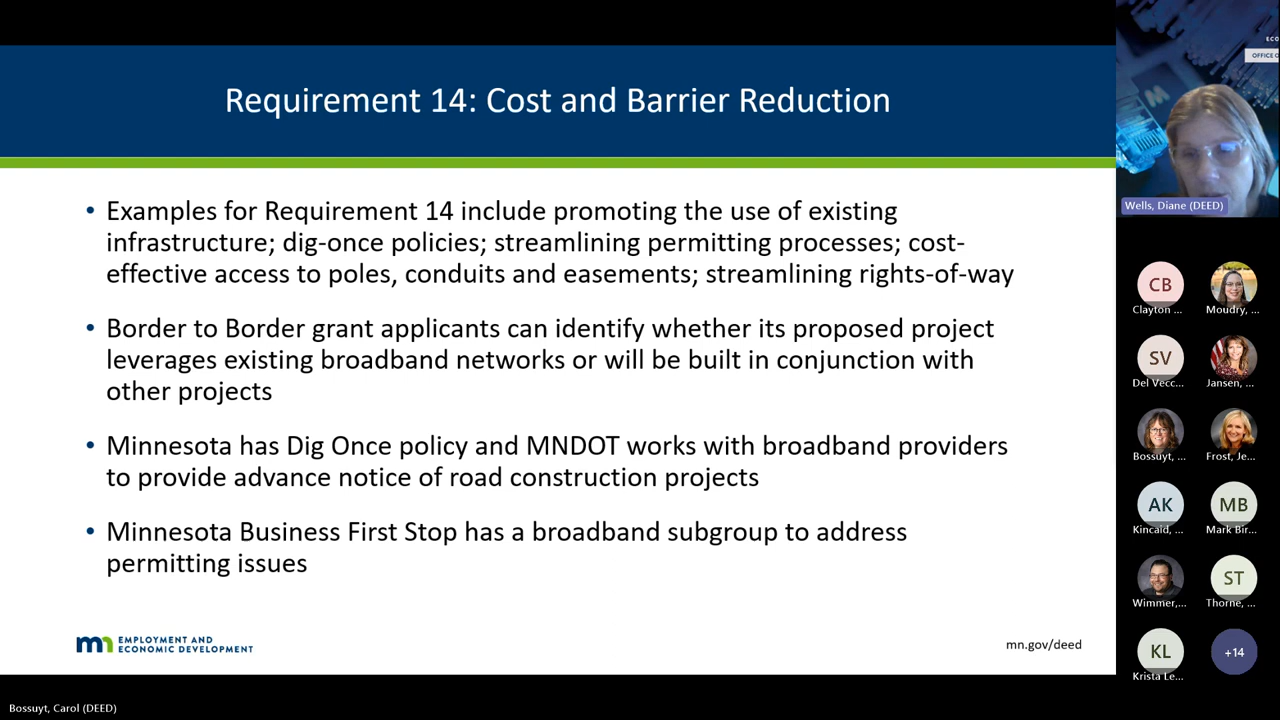 Requirement 14: Cost and Barrier Reduction
• Examples for Requirement 14 include promoting the use of existing
infrastructure; dig-once policies; streamlining permitting processes; cost-
effective access to poles, conduits and easements; streamlining rights-of-way
• Border to Border grant applicants can identify whether its proposed project
leverages existing broadband networks or will be built in conjunction with
other projects
• Minnesota has Dig Once policy and MNDOT works with broadband providers
to provide advance notice of road construction projects
• Minnesota Business First Stop has a broadband subgroup to address
permitting issues
mn EMPLOYMENT AND
ECONOMIC DEVELOPMENT
mn.gov/deed
Bossuyt, Carol (DEED)
ECO
OFFICE O
Wells, Diane (DEED)
CB
Clayton ...
Moudry, ...
SV
Del Vecc...
Jansen, ...
Bossuyt, ...
Frost, Je...
AK
Kincaid, ...
MB
Mark Bir...
Wimmer,...
ST
Thorne, ...
KL
Krista Le...
+14